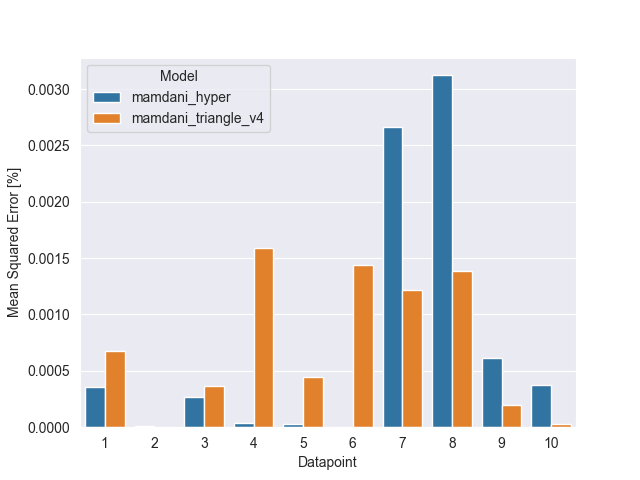 Model
mamdani_hyper
mamdani_triangle_v4
Mean Squared Error [%]
0.0030
0.0025
0.0020
0.0015
0.0010
0.0005
0.0000
1 2 3 4 5 6 7 8 9 10
Datapoint